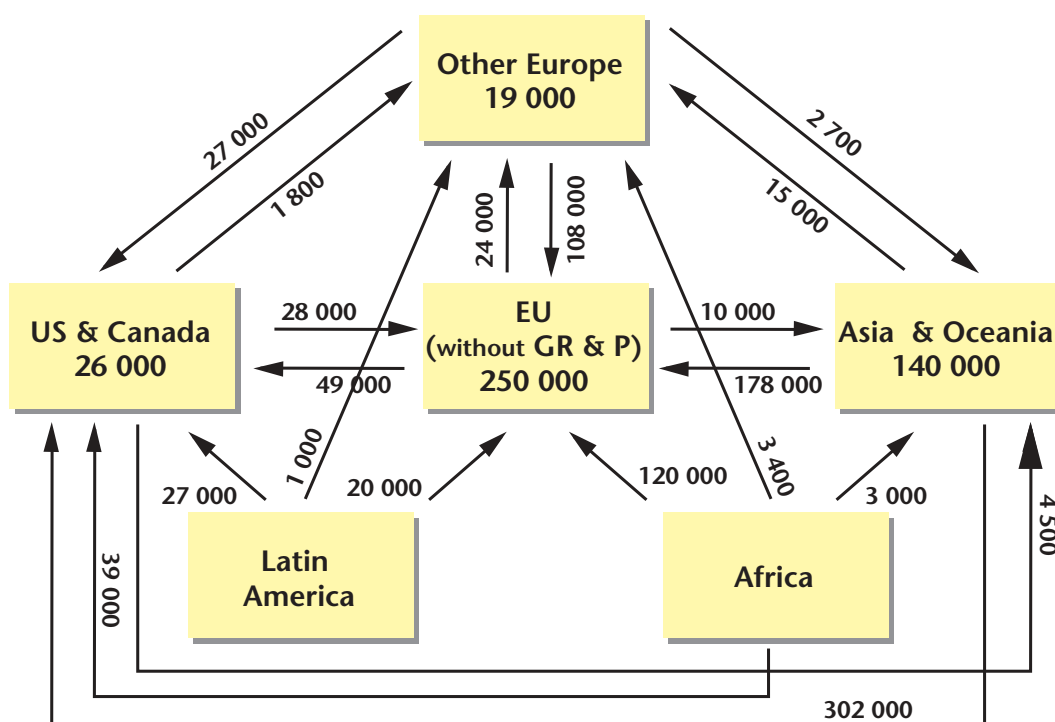 Other Europe
19 000
27 000
1 800
2 700
15 000
24 000
108 000
US & Canada
26 000
28 000
49 000
EU
(without GR & P)
250 000
10 000
178 000
Asia & Oceania
140 000
27 000
1 000
20 000
120 000
3 400
3 000
4 500
39 000
Latin
America
Africa
302 000